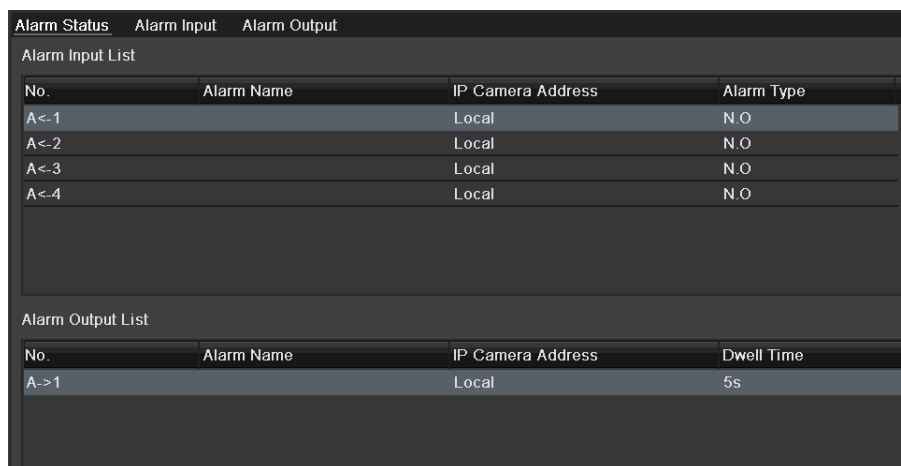 Alarm Status Alarm Input Alarm Output
Alarm Input List
No. Alarm Name IP Camera Address Alarm Type
A<-1 Local N.O
A<-2 Local N.O
A<-3 Local N.O
A<-4 Local N.O
Alarm Output List
No. Alarm Name IP Camera Address Dwell Time
A->1 Local 5s